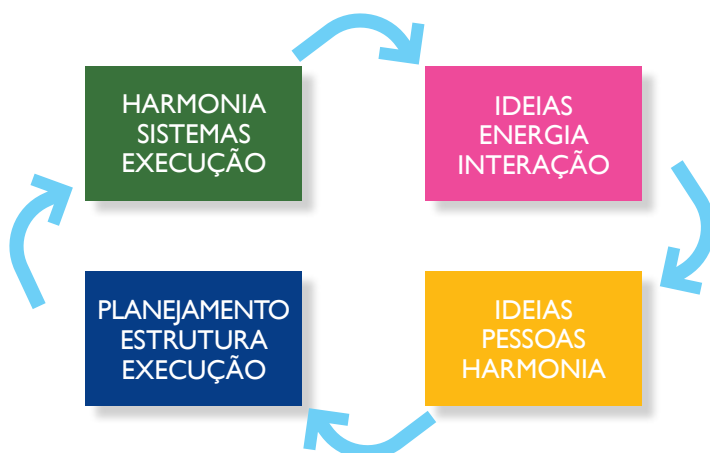 HARMONIA
SISTEMAS
EXECUÇÃO
IDEIAS
ENERGIA
INTERAÇÃO
PLANEJAMENTO
ESTRUTURA
EXECUÇÃO
IDEIAS
PESSOAS
HARMONIA